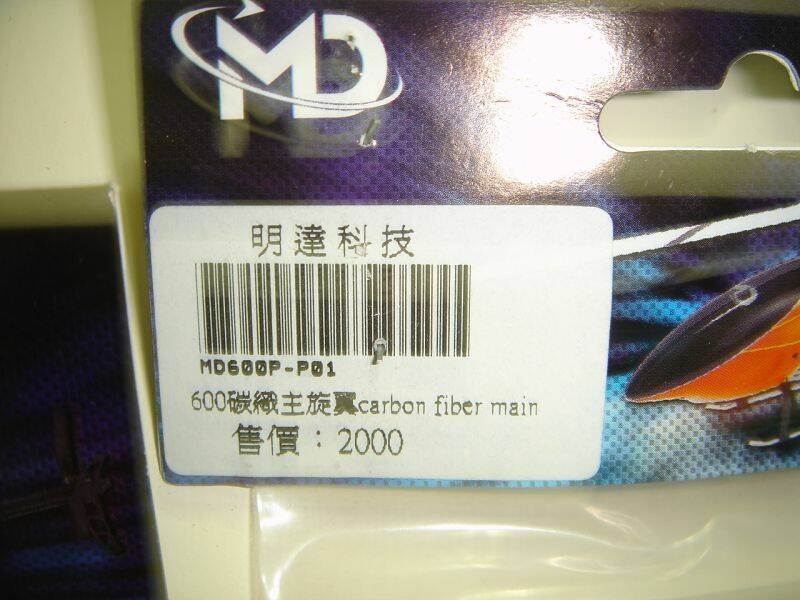 MD
明達科技
MD600P-P01
600碳纖主旋翼carbon fiber main
售價：2000